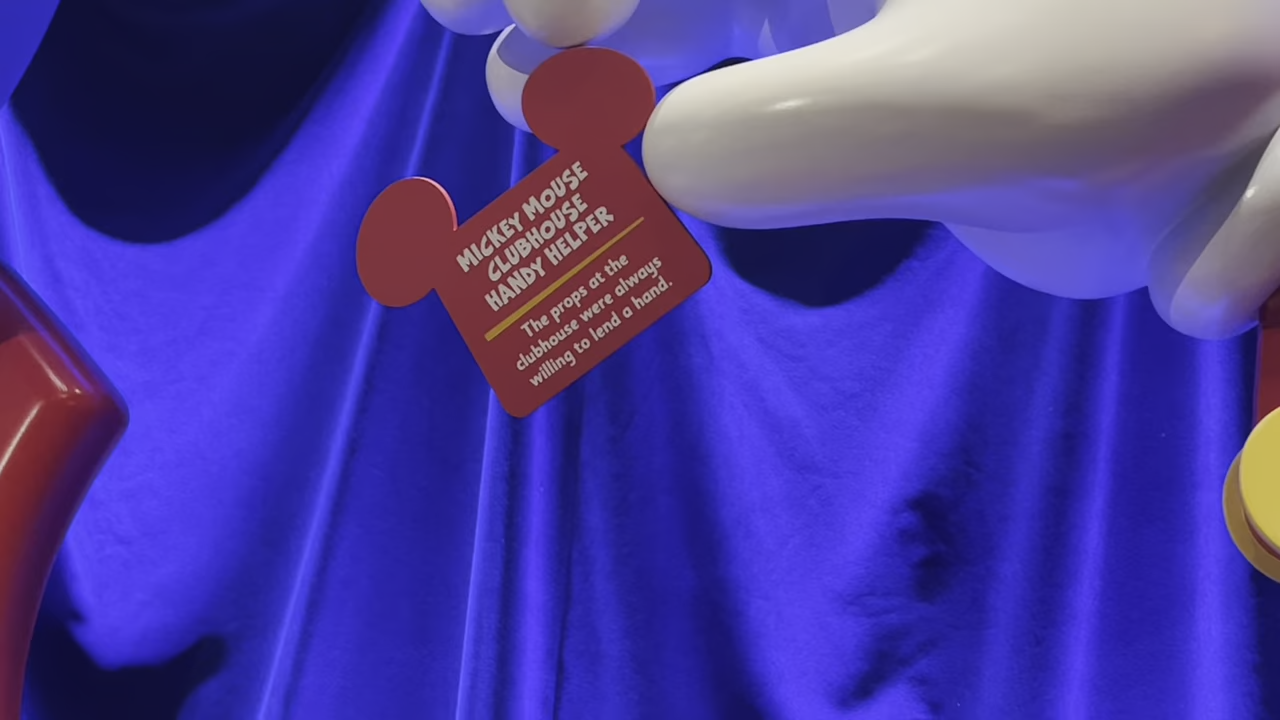 MICKEY MOUSE
CLUBHOUSE
HANDY HELPER
The props at the
clubhouse were always
willing to lend a hand.